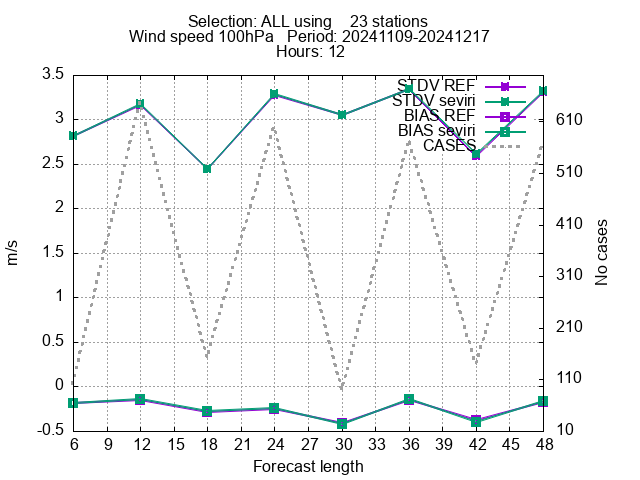 Selection: ALL using    23 stations
Wind speed 100hPa   Period: 20241109-20241217
Hours: 12
3.5
3
2.5
2
1.5
1
0.5
0
-0.5
m/s
STDV REF
STDV seviri
BIAS REF
BIAS seviri
CASES
610
510
410
310
210
110
10
No cases
6 9 12 15 18 21 24 27 30 33 36 39 42 45 48
Forecast length